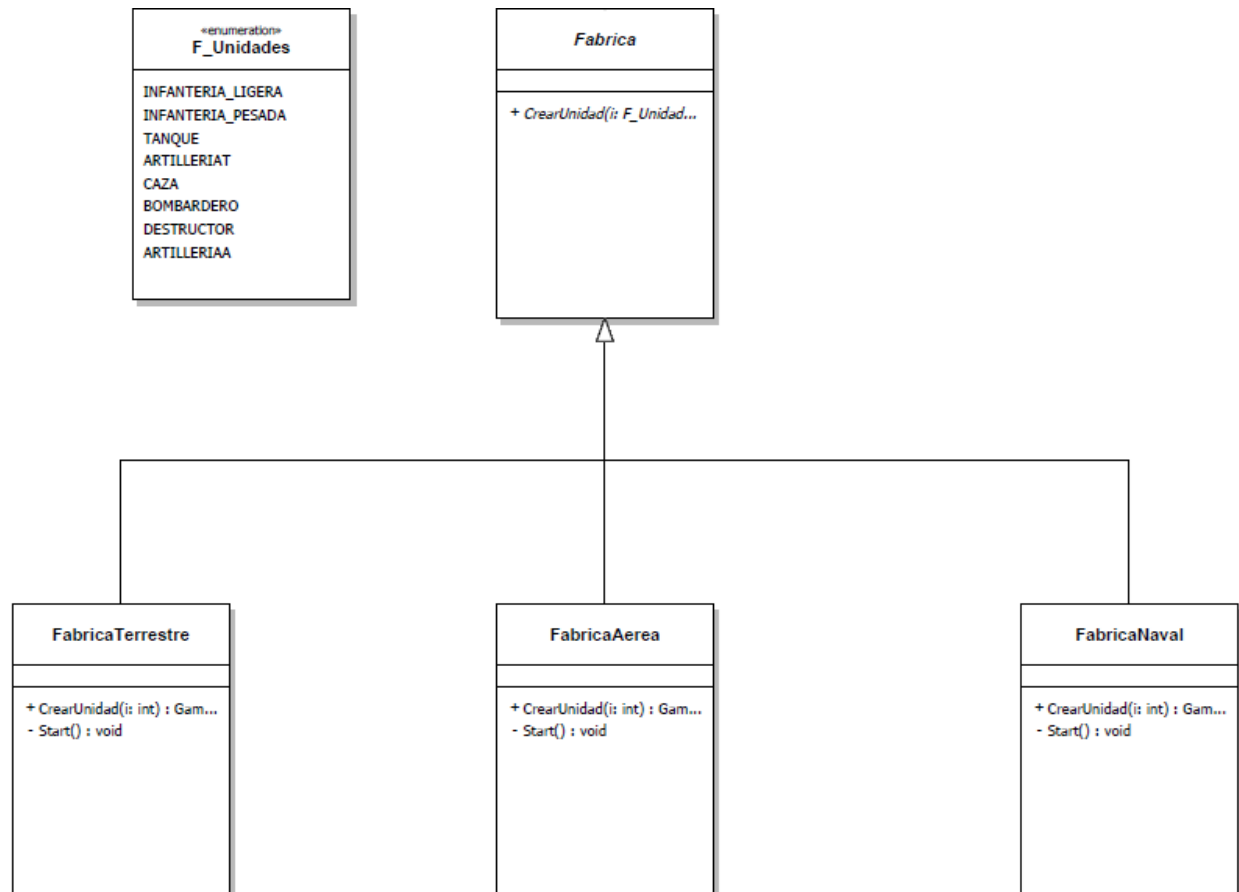 «enumeration»
F_Unidades
INFANTERIA_LIGERA
INFANTERIA_PESADA
TANQUE
ARTILLERIAT
CAZA
BOMBARDERO
DESTRUCTOR
ARTILLERIAA
Fabrica
+ CrearUnidad(i: F_Unidad...
FabricaTerrestre
+ CrearUnidad(i: int) : Gam...
- Start() : void
FabricaAerea
+ CrearUnidad(i: int) : Gam...
- Start() : void
FabricaNaval
+ CrearUnidad(i: int) : Gam...
- Start() : void